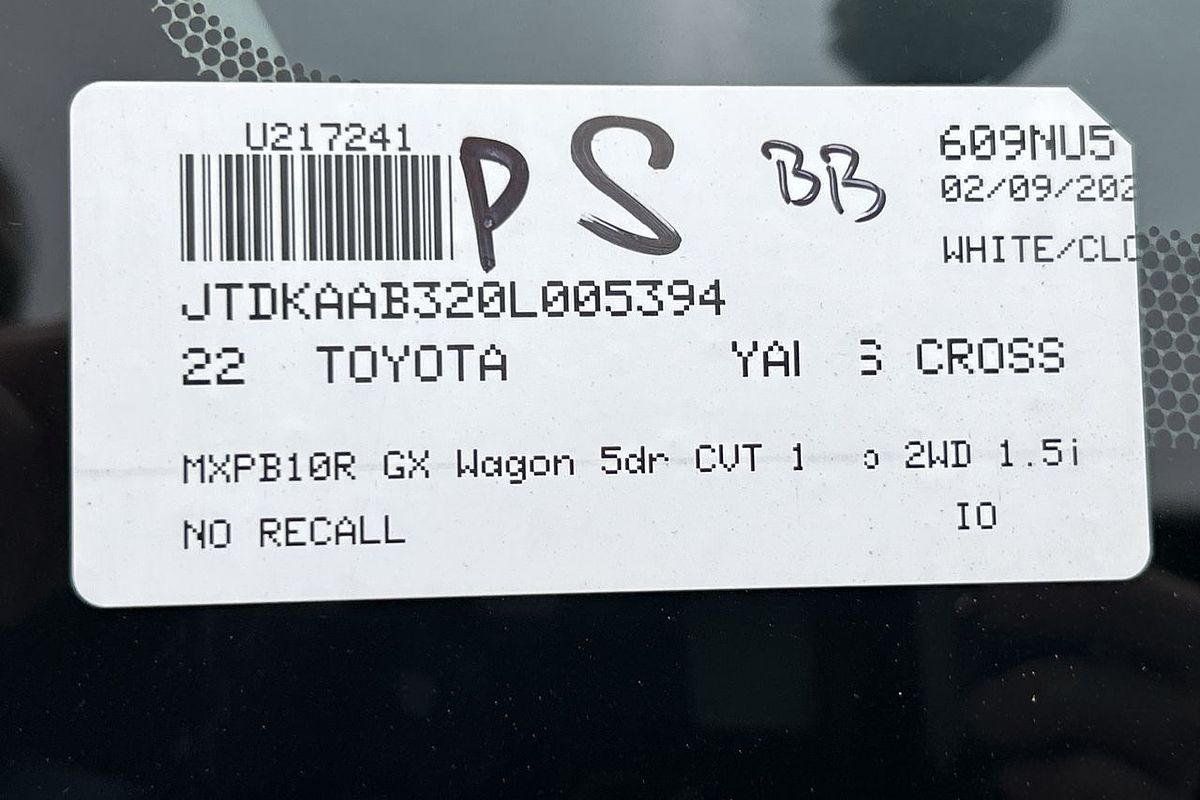 U217241
PS BB
609NU5
02/09/202
WHITE/CLO
JTDKAAB320L005394
22 TOYOTA YAI S CROSS
MXPB10R GX Wagon 5dr CVT 1 o 2WD 1.5i
NO RECALL
IO